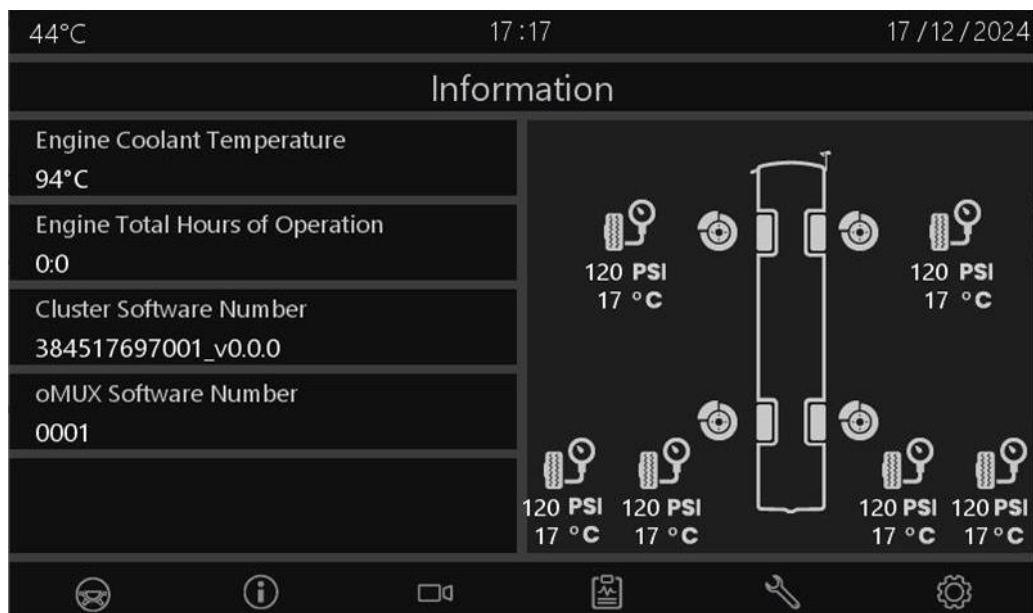 44°C 17:17 17/12/2024
Information
Engine Coolant Temperature
94°C
Engine Total Hours of Operation
0:0
Cluster Software Number
384517697001_v0.0.0
oMUX Software Number
0001
120 PSI 120 PSI
17 °C 17 °C
120 PSI 120 PSI 120 PSI 120 PSI
17 °C 17 °C 17 °C 17 °C